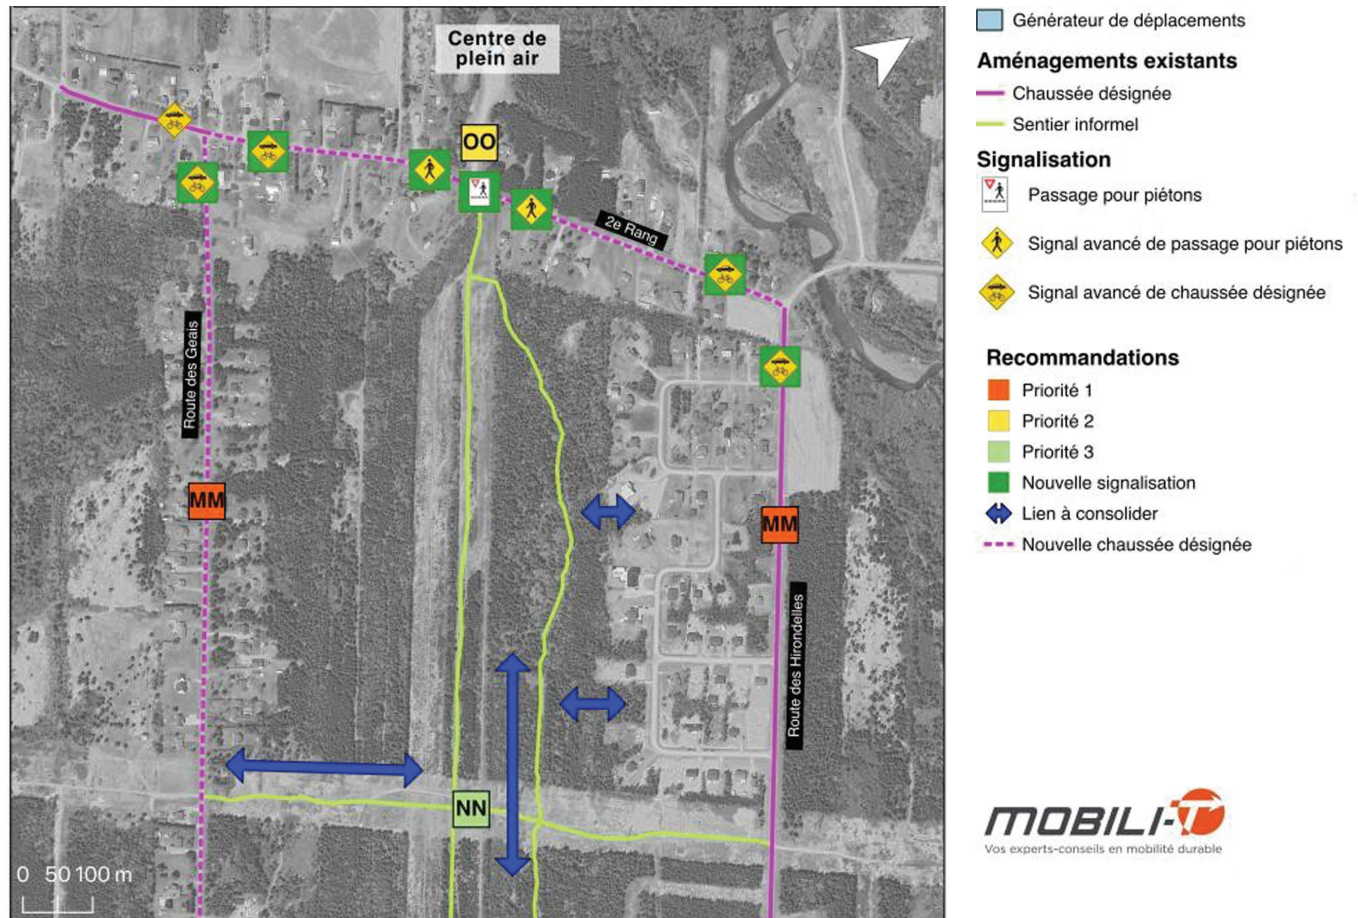 Centre de
plein air
OO
2e Rang
Route des Geais
MM
MM
Route des Hirondelles
NN
0 50 100 m
Générateur de déplacements
Aménagements existants
Chaussée désignée
Sentier informel
Signalisation
Passage pour piétons
Signal avancé de passage pour piétons
Signal avancé de chaussée désignée
Recommandations
Priorité 1
Priorité 2
Priorité 3
Nouvelle signalisation
Lien à consolider
Nouvelle chaussée désignée
MOBILI-T
Vos experts-conseils en mobilité durable